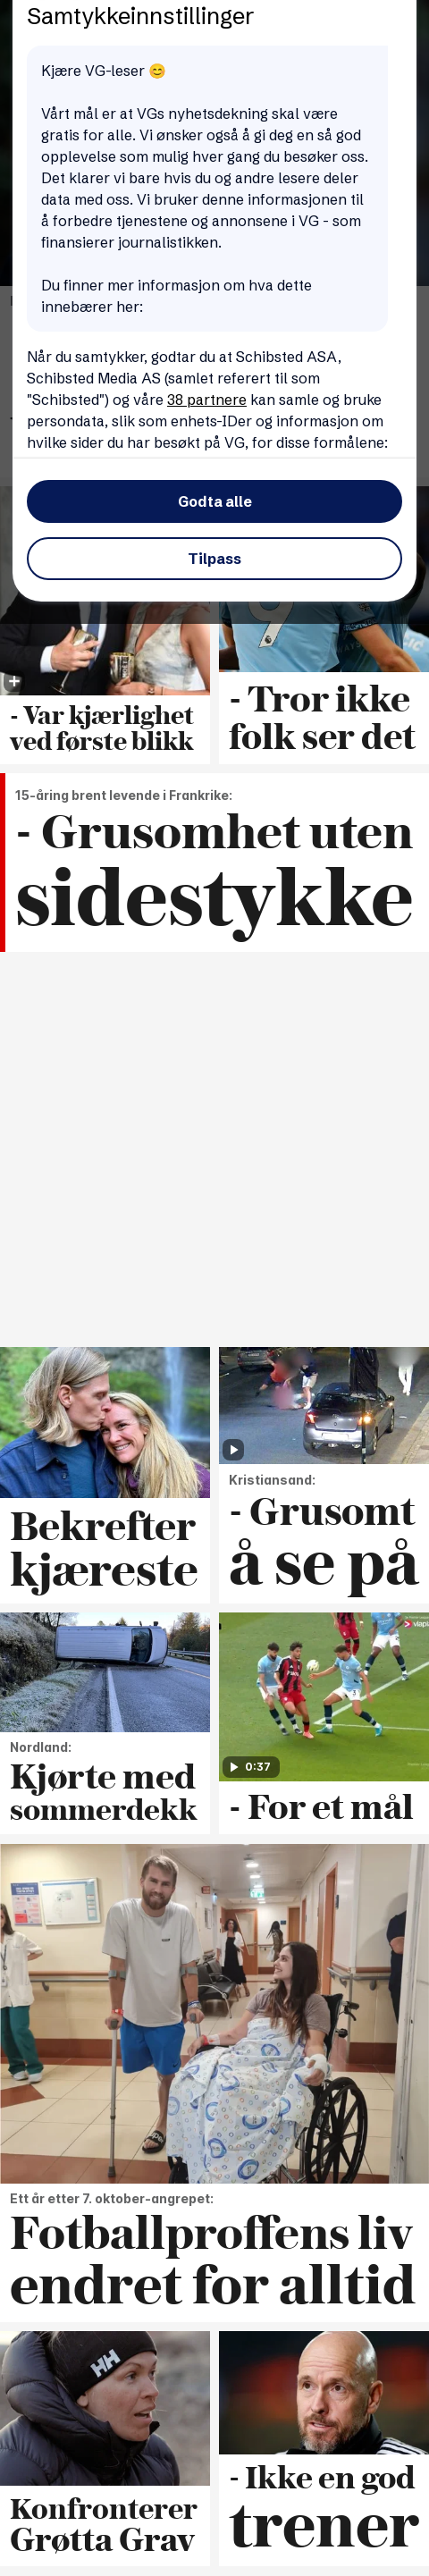 Samtykkeinnstillinger
Kjære VG-leser 😊
Vårt mål er at VGs nyhetsdekning skal være
gratis for alle. Vi ønsker også å gi deg en så god
opplevelse som mulig hver gang du besøker oss.
Det klarer vi bare hvis du og andre lesere deler
data med oss. Vi bruker denne informasjonen til
å forbedre tjenestene og annonsene i VG - som
finansierer journalistikken.
Du finner mer informasjon om hva dette
innebærer her:
Når du samtykker, godtar du at Schibsted ASA,
Schibsted Media AS (samlet referert til som
"Schibsted") og våre 38 partnere kan samle og bruke
persondata, slik som enhets-IDer og informasjon om
hvilke sider du har besøkt på VG, for disse formålene:
Godta alle
Tilpass
- Var kjærlighet
ved første blikk
- Tror ikke
folk ser det
15-åring brent levende i Frankrike:
- Grusomhet uten
sidestykke
Bekrefter
kjæreste
Kristiansand:
- Grusomt
å se på
Nordland:
Kjørte med
sommerdekk
viaplay
0:37
- For et mål
Ett år etter 7. oktober-angrepet:
Fotballproffens liv
endret for alltid
HH
Konfronterer
Grøtta Grav
- Ikke en god
trener